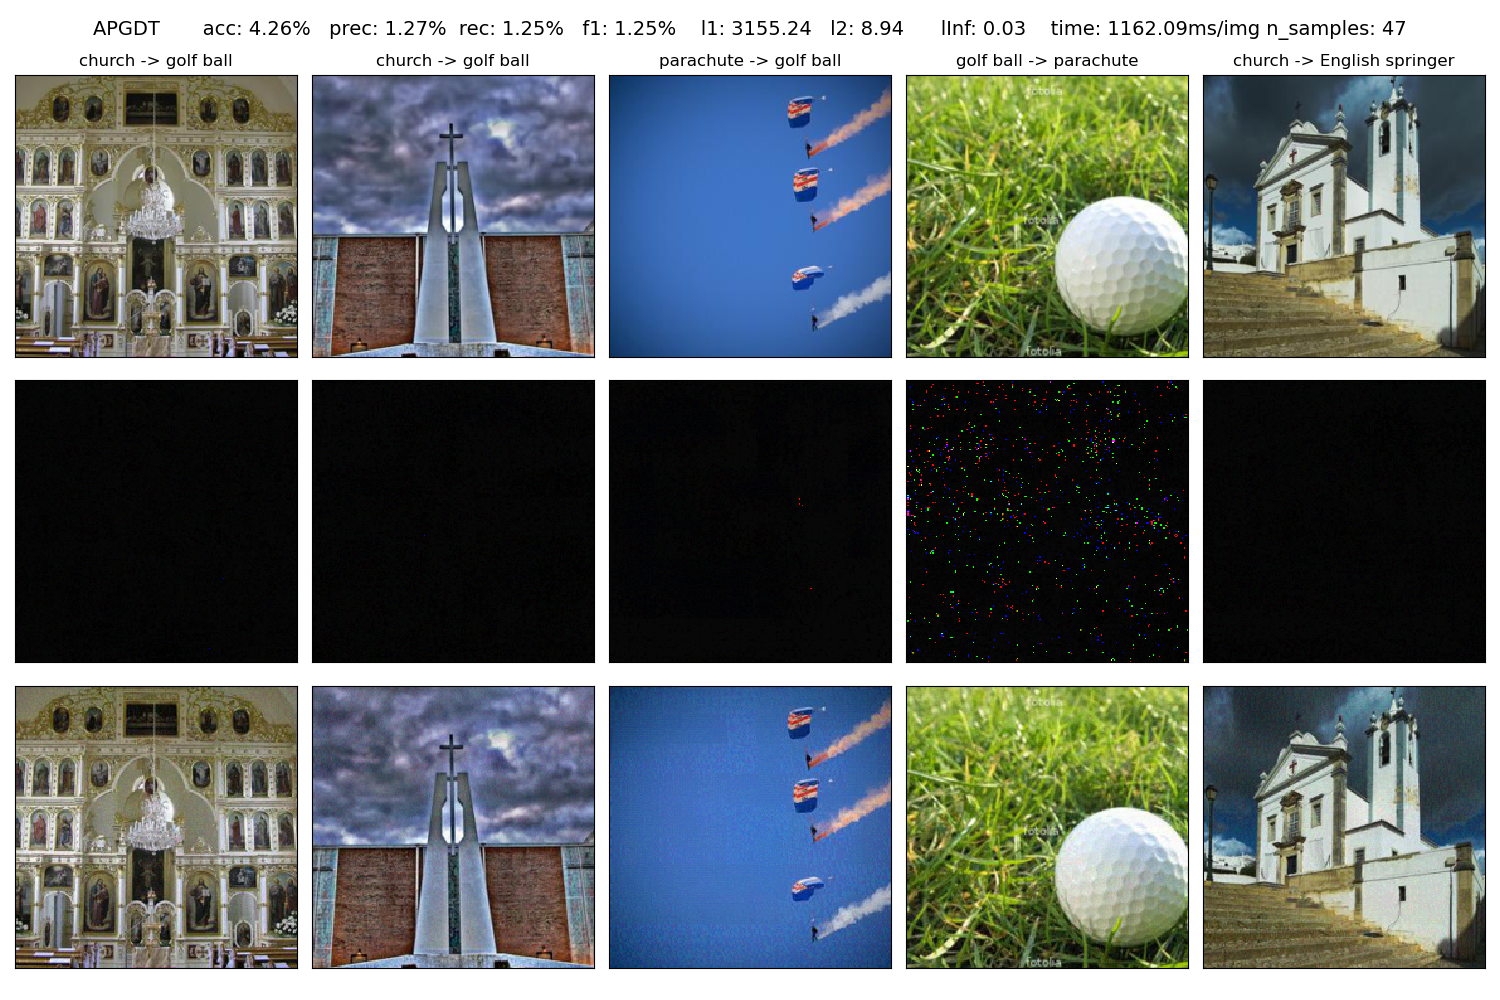 APGDT acc: 4.26% prec: 1.27% rec: 1.25% f1: 1.25% l1: 3155.24 l2: 8.94 lInf: 0.03 time: 1162.09ms/img n_samples: 47
church -> golf ball
church -> golf ball
parachute -> golf ball
golf ball -> parachute
church -> English springer
fotolia
fotolia
fotolia
fotolia
fotolia
fotolia